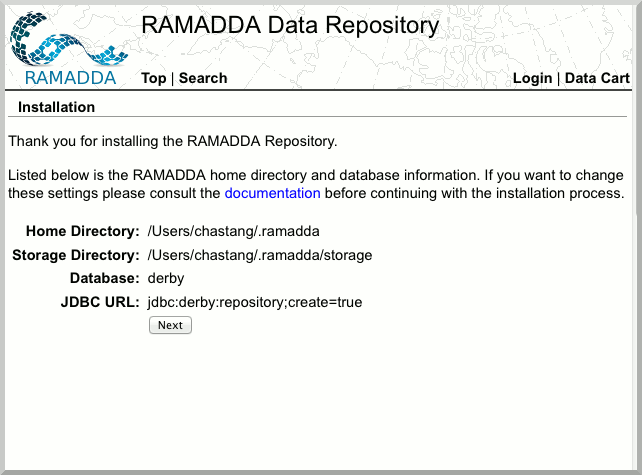 RAMADDA Data Repository
RAMADDA
Top | Search
Login | Data Cart
Installation
Thank you for installing the RAMADDA Repository.
Listed below is the RAMADDA home directory and database information. If you want to change
these settings please consult the documentation before continuing with the installation process.
Home Directory: /Users/chastang/.ramadda
Storage Directory: /Users/chastang/.ramadda/storage
Database: derby
JDBC URL: jdbc:derby:repository;create=true
Next